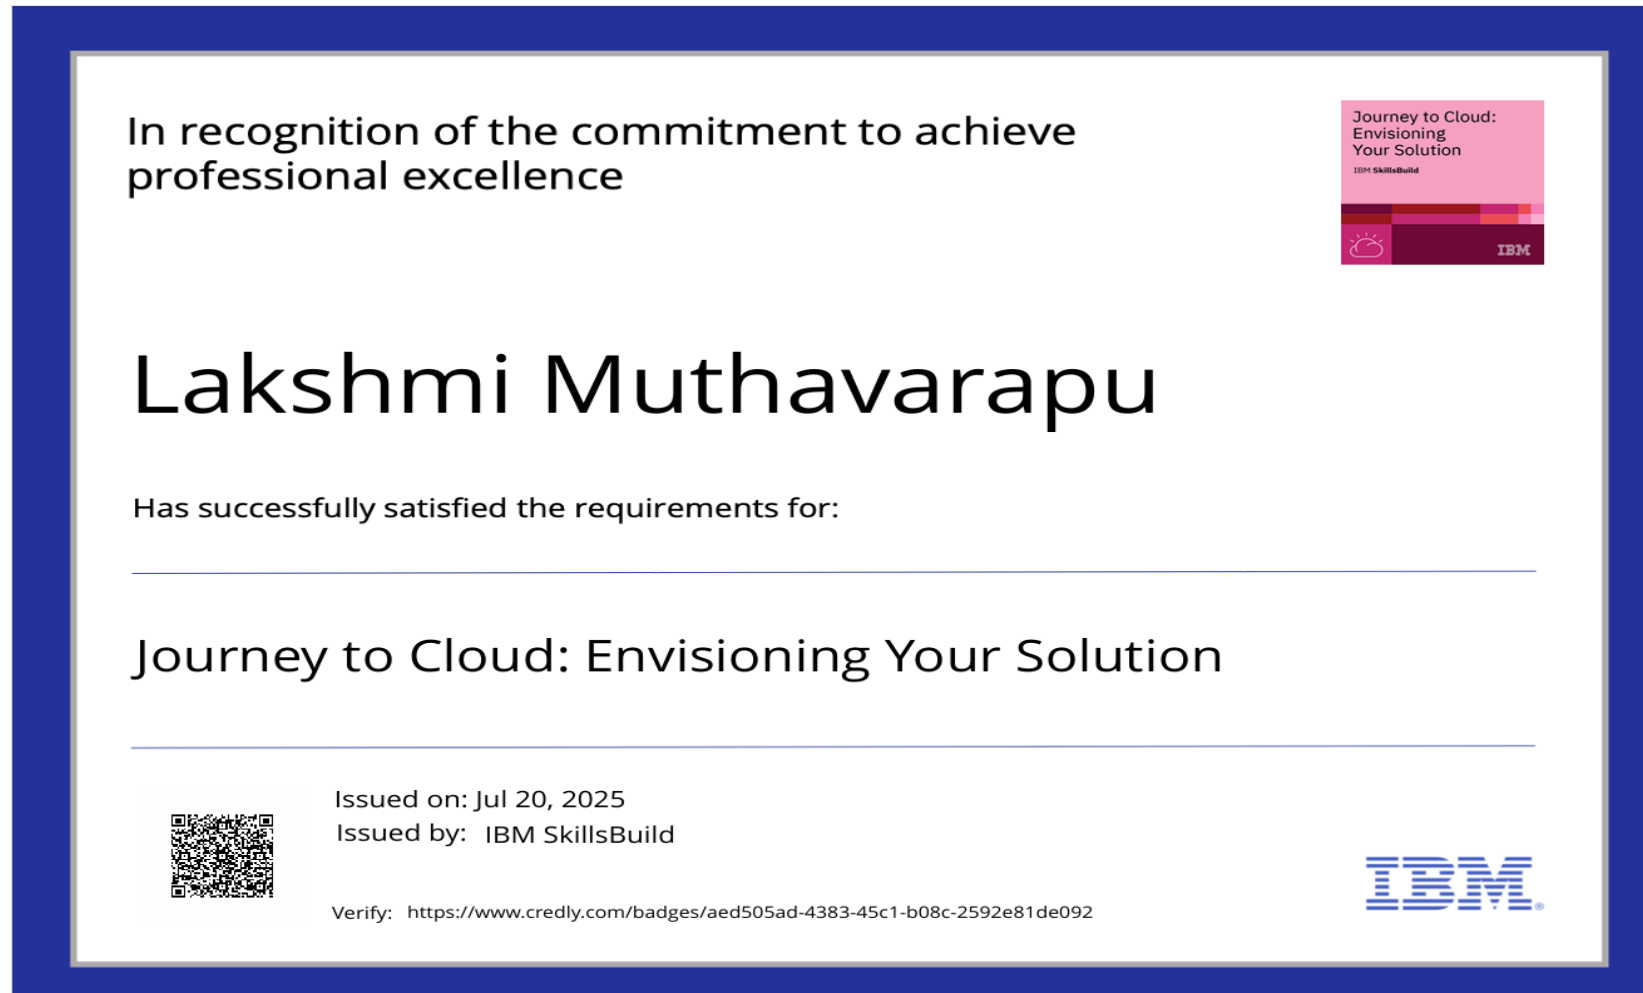 In recognition of the commitment to achieve
professional excellence
Journey to Cloud:
Envisioning
Your Solution
IBM SkillsBuild
IBM
Lakshmi Muthavarapu
Has successfully satisfied the requirements for:
Journey to Cloud: Envisioning Your Solution
Issued on: Jul 20, 2025
Issued by: IBM SkillsBuild
Verify: https://www.credly.com/badges/aed505ad-4383-45c1-b08c-2592e81de092
IBM®